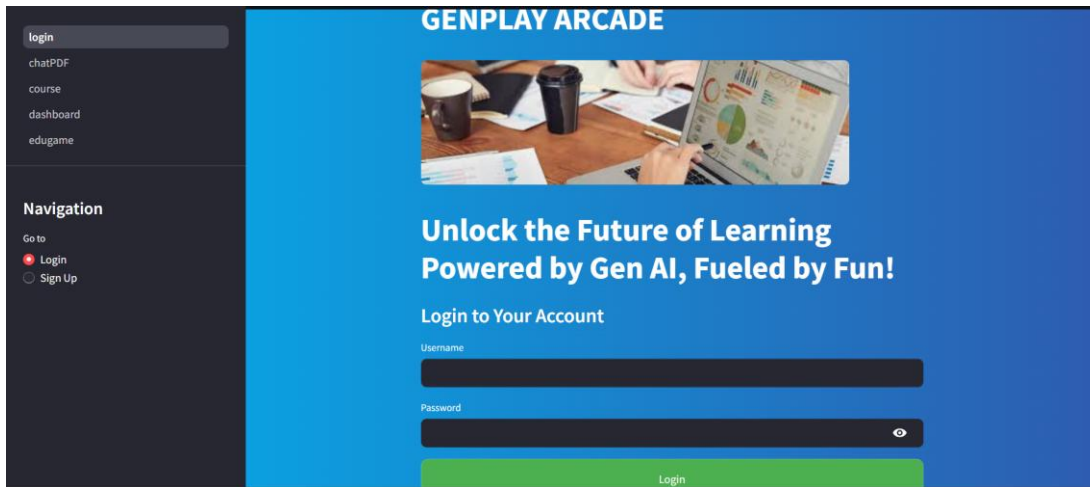 login
chatPDF
course
dashboard
edugame
Navigation
Go to
Login
Sign Up
GENPLAY ARCADE
Unlock the Future of Learning
Powered by Gen AI, Fueled by Fun!
Login to Your Account
Username
Password
Login